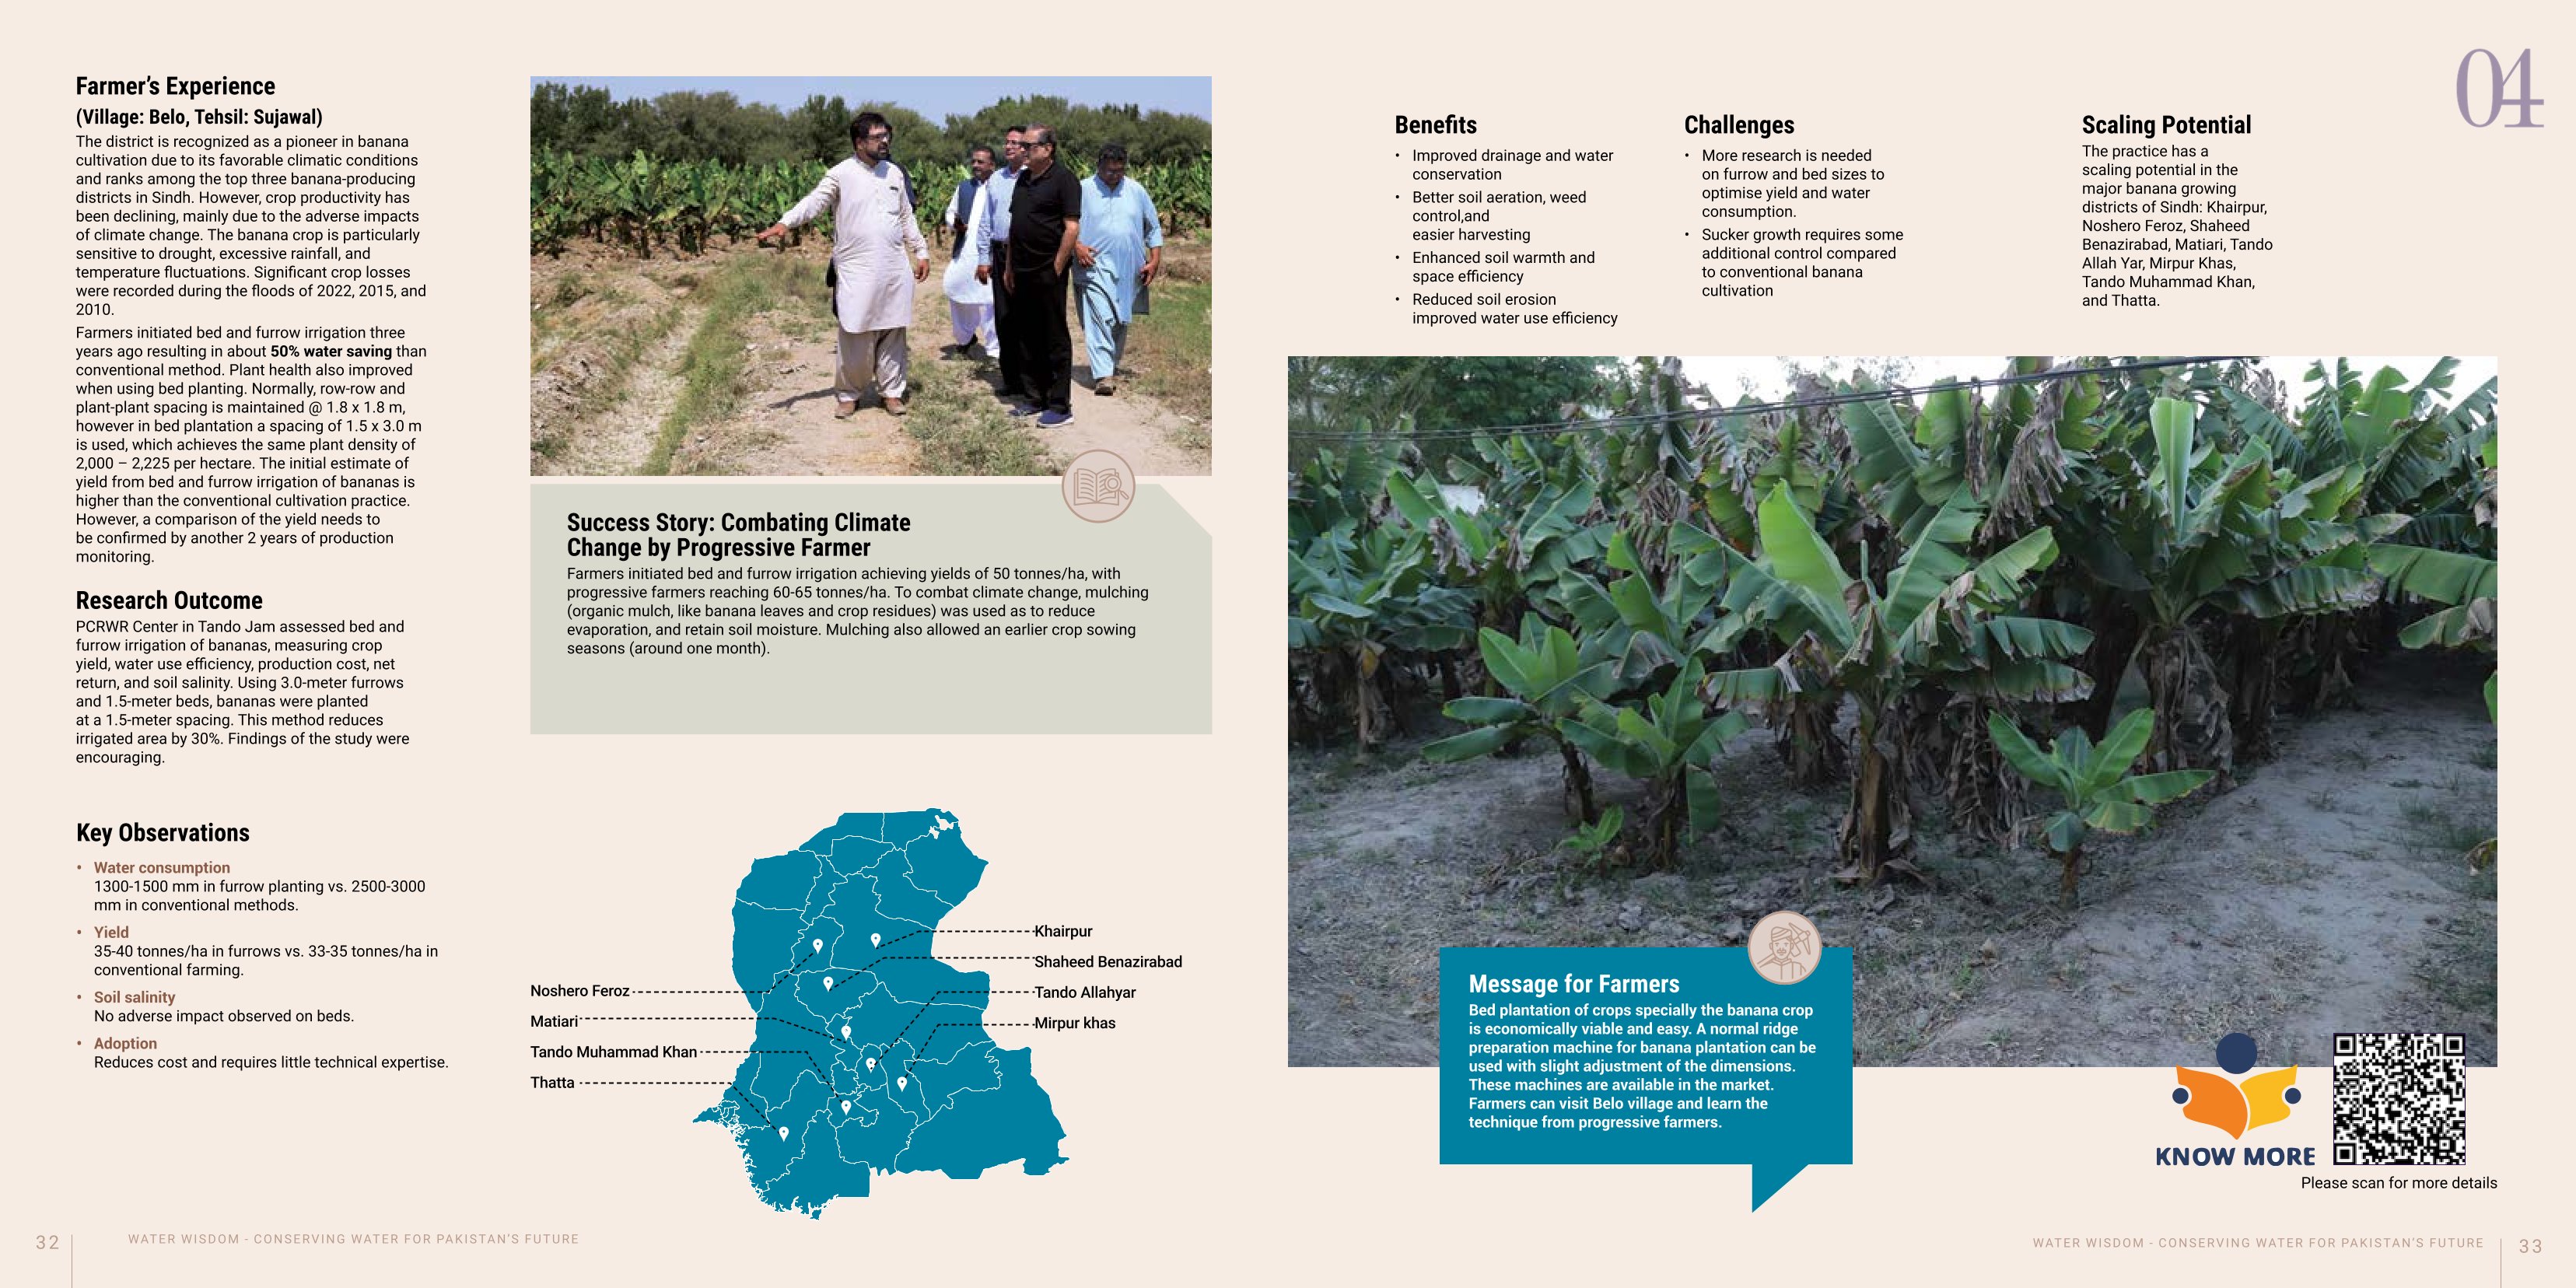 Farmer’s Experience
(Village: Belo, Tehsil: Sujawal)
The district is recognized as a pioneer in banana
cultivation due to its favorable climatic conditions
and ranks among the top three banana-producing
districts in Sindh. However, crop productivity has
been declining, mainly due to the adverse impacts
of climate change. The banana crop is particularly
sensitive to drought, excessive rainfall, and
temperature fluctuations. Significant crop losses
were recorded during the floods of 2022, 2015, and
2010.
Farmers initiated bed and furrow irrigation three
years ago resulting in about 50% water saving than
conventional method. Plant health also improved
when using bed planting. Normally, row-row and
plant-plant spacing is maintained @ 1.8 x 1.8 m,
however in bed plantation a spacing of 1.5 x 3.0 m
is used, which achieves the same plant density of
2,000 – 2,225 per hectare. The initial estimate of
yield from bed and furrow irrigation of bananas is
higher than the conventional cultivation practice.
However, a comparison of the yield needs to
be confirmed by another 2 years of production
monitoring.
Research Outcome
PCRWR Center in Tando Jam assessed bed and
furrow irrigation of bananas, measuring crop
yield, water use efficiency, production cost, net
return, and soil salinity. Using 3.0-meter furrows
and 1.5-meter beds, bananas were planted
at a 1.5-meter spacing. This method reduces
irrigated area by 30%. Findings of the study were
encouraging.
Key Observations
• Water consumption
1300-1500 mm in furrow planting vs. 2500-3000
mm in conventional methods.
• Yield
35-40 tonnes/ha in furrows vs. 33-35 tonnes/ha in
conventional farming.
• Soil salinity
No adverse impact observed on beds.
• Adoption
Reduces cost and requires little technical expertise.
Success Story: Combating Climate
Change by Progressive Farmer
Farmers initiated bed and furrow irrigation achieving yields of 50 tonnes/ha, with
progressive farmers reaching 60-65 tonnes/ha. To combat climate change, mulching
(organic mulch, like banana leaves and crop residues) was used as to reduce
evaporation, and retain soil moisture. Mulching also allowed an earlier crop sowing
seasons (around one month).
Noshero Feroz
Matiari
Tando Muhammad Khan
Thatta
Khairpur
Shaheed Benazirabad
Tando Allahyar
Mirpur khas
32
WATER WISDOM - CONSERVING WATER FOR PAKISTAN’S FUTURE
04
Benefits
• Improved drainage and water
conservation
• Better soil aeration, weed
control,and
easier harvesting
• Enhanced soil warmth and
space efficiency
• Reduced soil erosion
improved water use efficiency
Challenges
• More research is needed
on furrow and bed sizes to
optimise yield and water
consumption.
• Sucker growth requires some
additional control compared
to conventional banana
cultivation
Scaling Potential
The practice has a
scaling potential in the
major banana growing
districts of Sindh: Khairpur,
Noshero Feroz, Shaheed
Benazirabad, Matiari, Tando
Allah Yar, Mirpur Khas,
Tando Muhammad Khan,
and Thatta.
Message for Farmers
Bed plantation of crops specially the banana crop
is economically viable and easy. A normal ridge
preparation machine for banana plantation can be
used with slight adjustment of the dimensions.
These machines are available in the market.
Farmers can visit Belo village and learn the
technique from progressive farmers.
KNOW MORE
Please scan for more details
WATER WISDOM - CONSERVING WATER FOR PAKISTAN’S FUTURE
33